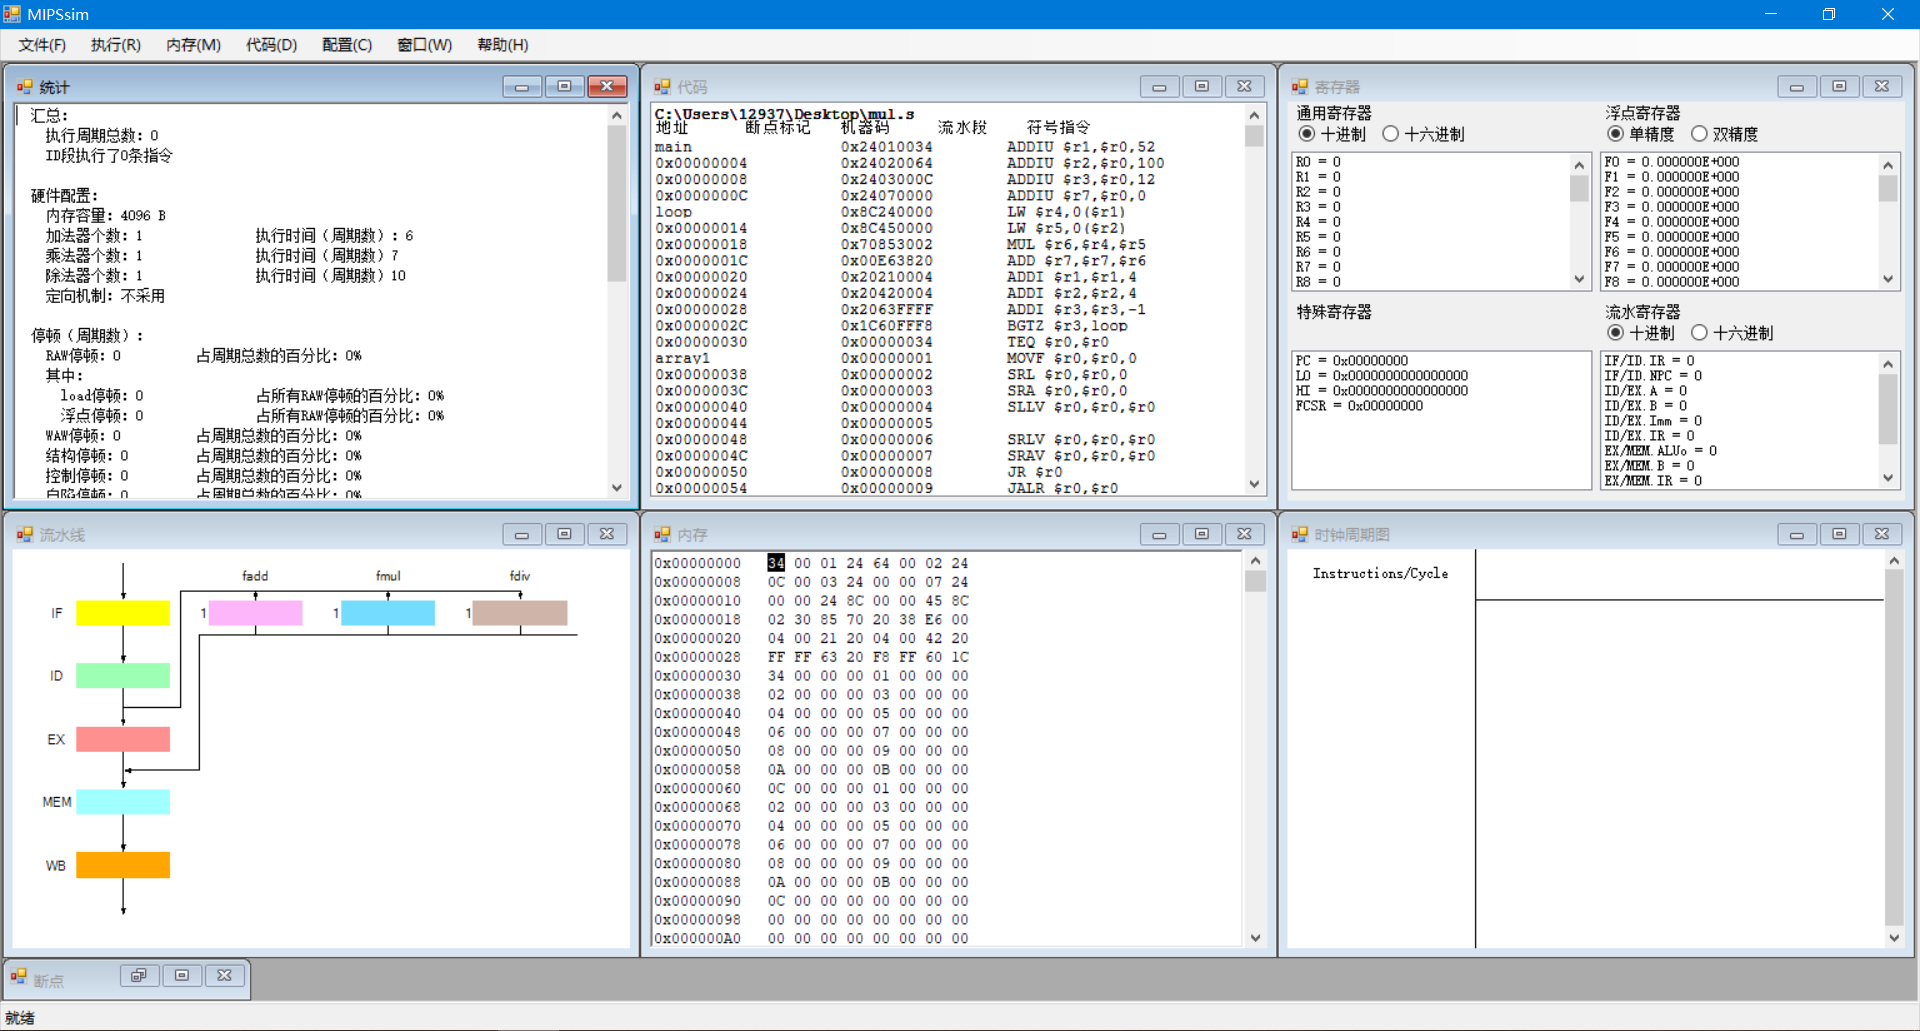 MIPSsim
文件(F) 执行(R) 内存(M) 代码(D) 配置(C) 窗口(W) 帮助(H)
统计
汇总:
执行周期总数: 0
ID段执行了0条指令
硬件配置:
内存容量: 4096 B
加法器个数: 1 执行时间（周期数）: 6
乘法器个数: 1 执行时间（周期数）7
除法器个数: 1 执行时间（周期数）10
定向机制: 不采用
停顿（周期数）:
RAW停顿: 0 占周期总数的百分比: 0%
其中:
load停顿: 0 占所有RAW停顿的百分比: 0%
浮点停顿: 0 占所有RAW停顿的百分比: 0%
WAW停顿: 0 占周期总数的百分比: 0%
结构停顿: 0 占周期总数的百分比: 0%
控制停顿: 0 占周期总数的百分比: 0%
自陷停顿: 0 占周期总数的百分比: 0%
代码
C:\Users\12937\Desktop\mul.s
地址 断点标记 机器码 流水段 符号指令
main 0x24010034 ADDIU $r1,$r0,52
0x00000004 0x24020064 ADDIU $r2,$r0,100
0x00000008 0x2403000C ADDIU $r3,$r0,12
0x0000000C 0x24070000 ADDIU $r7,$r0,0
loop 0x8C240000 LW $r4,0($r1)
0x00000014 0x8C450000 LW $r5,0($r2)
0x00000018 0x70853002 MUL $r6,$r4,$r5
0x0000001C 0x00E63820 ADD $r7,$r7,$r6
0x00000020 0x20210004 ADDI $r1,$r1,4
0x00000024 0x20420004 ADDI $r2,$r2,4
0x00000028 0x2063FFFF ADDI $r3,$r3,-1
0x0000002C 0x1C60FFF8 BGTZ $r3,loop
0x00000030 0x00000034 TEQ $r0,$r0
array1 0x00000001 MOVF $r0,$r0,0
0x00000038 0x00000002 SRL $r0,$r0,0
0x0000003C 0x00000003 SRA $r0,$r0,0
0x00000040 0x00000004 SLLV $r0,$r0,$r0
0x00000044 0x00000005
0x00000048 0x00000006 SRLV $r0,$r0,$r0
0x0000004C 0x00000007 SRAV $r0,$r0,$r0
0x00000050 0x00000008 JR $r0
0x00000054 0x00000009 JALR $r0,$r0
寄存器
通用寄存器
十进制 十六进制
R0 = 0
R1 = 0
R2 = 0
R3 = 0
R4 = 0
R5 = 0
R6 = 0
R7 = 0
R8 = 0
浮点寄存器
单精度 双精度
F0 = 0.000000E+000
F1 = 0.000000E+000
F2 = 0.000000E+000
F3 = 0.000000E+000
F4 = 0.000000E+000
F5 = 0.000000E+000
F6 = 0.000000E+000
F7 = 0.000000E+000
F8 = 0.000000E+000
特殊寄存器
PC = 0x00000000
LO = 0x0000000000000000
HI = 0x0000000000000000
FCSR = 0x00000000
流水寄存器
十进制 十六进制
IF/ID.IR = 0
IF/ID.NPC = 0
ID/EX.A = 0
ID/EX.B = 0
ID/EX.Imm = 0
ID/EX.IR = 0
EX/MEM.ALUo = 0
EX/MEM.B = 0
EX/MEM.IR = 0
流水线
fadd fmul fdiv
IF 1 1 1
ID
EX
MEM
WB
内存
0x00000000 34 00 01 24 64 00 02 24
0x00000008 0C 00 03 24 00 00 07 24
0x00000010 00 00 24 8C 00 00 45 8C
0x00000018 02 30 85 70 20 38 E6 00
0x00000020 04 00 21 20 04 00 42 20
0x00000028 FF FF 63 20 F8 FF 60 1C
0x00000030 34 00 00 00 01 00 00 00
0x00000038 02 00 00 00 03 00 00 00
0x00000040 04 00 00 00 05 00 00 00
0x00000048 06 00 00 00 07 00 00 00
0x00000050 08 00 00 00 09 00 00 00
0x00000058 0A 00 00 00 0B 00 00 00
0x00000060 0C 00 00 00 01 00 00 00
0x00000068 02 00 00 00 03 00 00 00
0x00000070 04 00 00 00 05 00 00 00
0x00000078 06 00 00 00 07 00 00 00
0x00000080 08 00 00 00 09 00 00 00
0x00000088 0A 00 00 00 0B 00 00 00
0x00000090 0C 00 00 00 00 00 00 00
0x00000098 00 00 00 00 00 00 00 00
0x000000A0 00 00 00 00 00 00 00 00
时钟周期图
Instructions/Cycle
断点
就绪